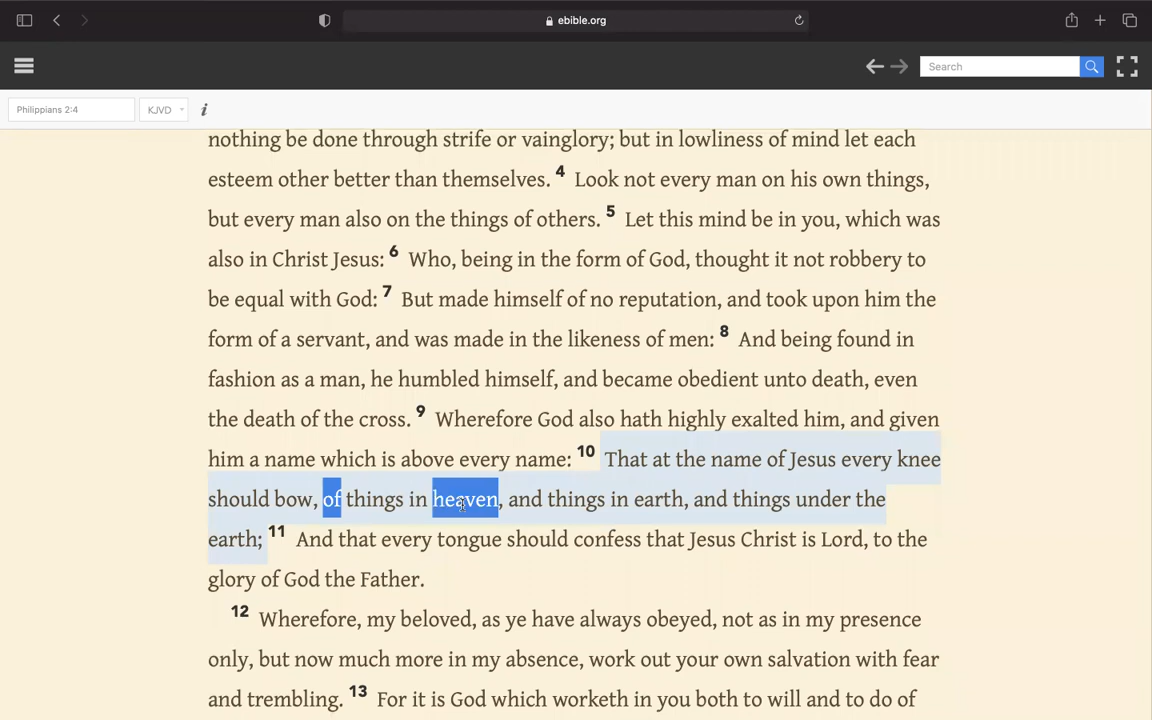 ebible.org
Search
Philippians 2:4
KJVD
i
nothing be done through strife or vainglory; but in lowliness of mind let each
esteem other better than themselves. 4 Look not every man on his own things,
but every man also on the things of others. 5 Let this mind be in you, which was
also in Christ Jesus: 6 Who, being in the form of God, thought it not robbery to
be equal with God: 7 But made himself of no reputation, and took upon him the
form of a servant, and was made in the likeness of men: 8 And being found in
fashion as a man, he humbled himself, and became obedient unto death, even
the death of the cross. 9 Wherefore God also hath highly exalted him, and given
him a name which is above every name: 10 That at the name of Jesus every knee
should bow, of things in heaven, and things in earth, and things under the
earth; 11 And that every tongue should confess that Jesus Christ is Lord, to the
glory of God the Father.
12 Wherefore, my beloved, as ye have always obeyed, not as in my presence
only, but now much more in my absence, work out your own salvation with fear
and trembling. 13 For it is God which worketh in you both to will and to do of